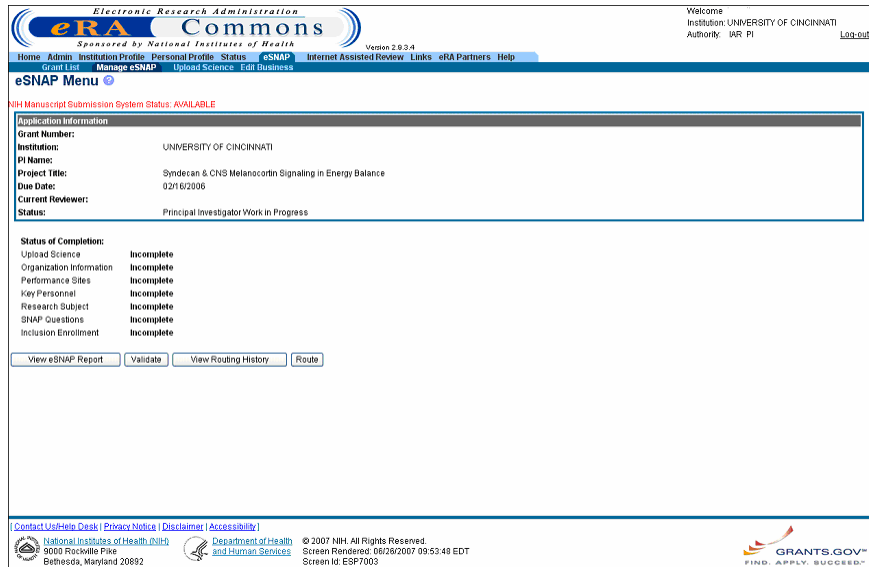 Electronic Research Administration
eRA Commons
Sponsored by National Institutes of Health
Version 2.9.3.4
Welcome
Institution: UNIVERSITY OF CINCINNATI
Authority: IAR PI
Log-out
Home Admin Institution Profile Personal Profile Status eSNAP Internet Assisted Review Links eRA Partners Help
Grant List Manage eSNAP Upload Science Edit Business
eSNAP Menu ?
NIH Manuscript Submission System Status: AVAILABLE
Application Information
Grant Number:
Institution: UNIVERSITY OF CINCINNATI
PI Name:
Project Title: Syndecan & CNS Melanocortin Signaling in Energy Balance
Due Date: 02/16/2006
Current Reviewer:
Status: Principal Investigator Work in Progress
Status of Completion:
Upload Science Incomplete
Organization Information Incomplete
Performance Sites Incomplete
Key Personnel Incomplete
Research Subject Incomplete
SNAP Questions Incomplete
Inclusion Enrollment Incomplete
View eSNAP Report Validate View Routing History Route
[ Contact Us/Help Desk | Privacy Notice | Disclaimer | Accessibility ]
National Institutes of Health (NIH)
9000 Rockville Pike
Bethesda, Maryland 20892
Department of Health
and Human Services
© 2007 NIH. All Rights Reserved.
Screen Rendered: 06/26/2007 09:53:48 EDT
Screen Id: ESP7003
GRANTS.GOV℠
FIND. APPLY. SUCCEED.℠